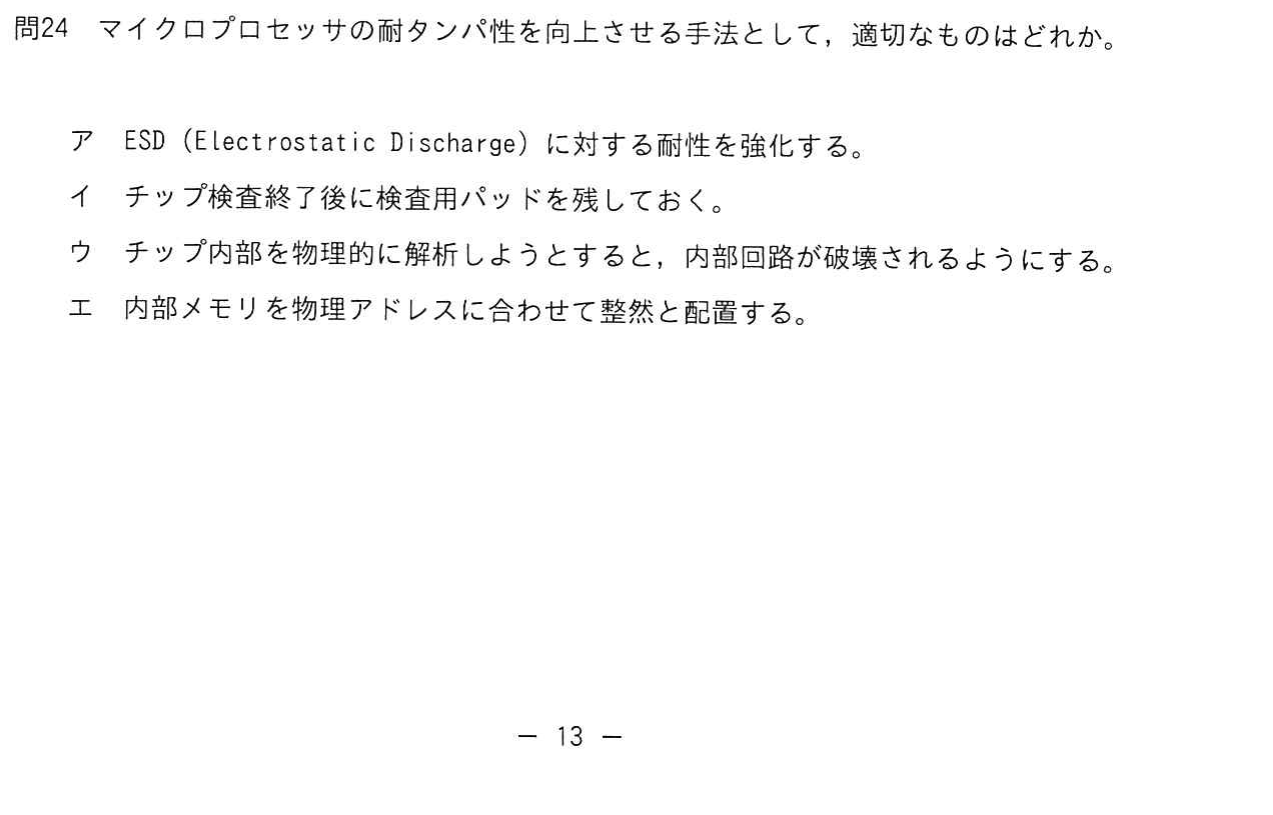 問24　マイクロプロセッサの耐タンパ性を向上させる手法として，適切なものはどれか。
ア　ESD（Electrostatic Discharge）に対する耐性を強化する。
イ　チップ検査終了後に検査用パッドを残しておく。
ウ　チップ内部を物理的に解析しようとすると，内部回路が破壊されるようにする。
エ　内部メモリを物理アドレスに合わせて整然と配置する。
－ 13 －